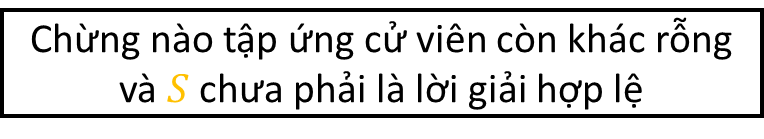 Chừng nào tập ứng cử viên còn khác rỗng
và S chưa phải là lời giải hợp lệ